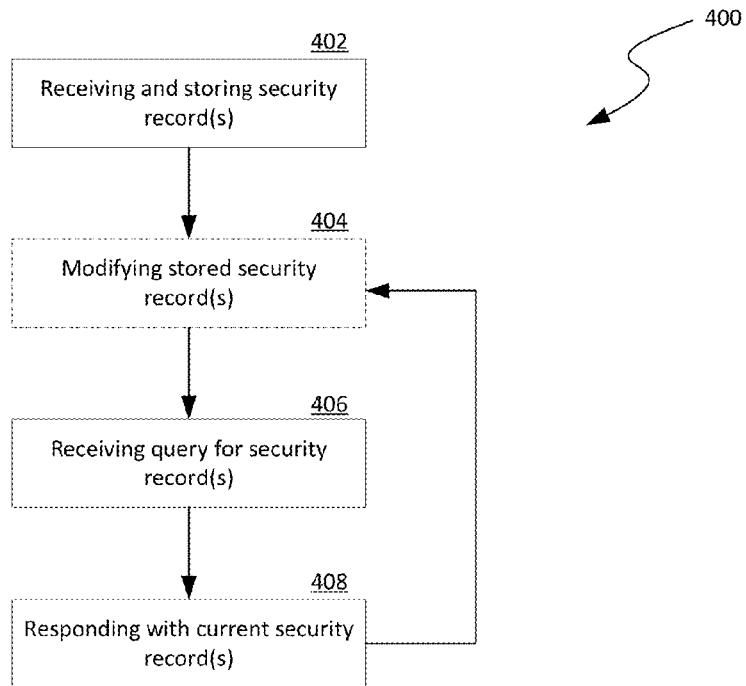 400
402
Receiving and storing security
record(s)
404
Modifying stored security
record(s)
406
Receiving query for security
record(s)
408
Responding with current security
record(s)